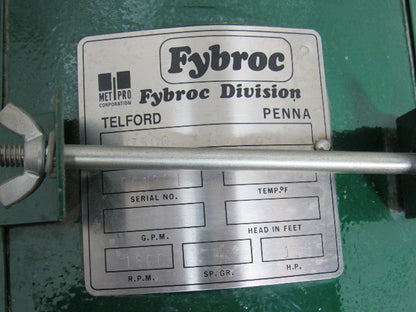 Fybroc
MET PRO
CORPORATION
Fybroc Division
TELFORD PENNA
SERIAL NO. TEMP.°F
G.P.M. HEAD IN FEET
R.P.M. SP. GR. H.P.